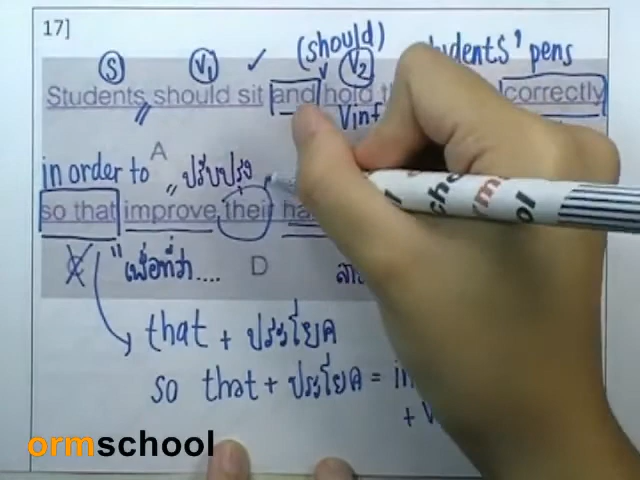 17]
(should) students' pens
S V1 ✓ V2
Students should sit and hold correctly
Vinf
in order to A "ปรับปรุง
so that improve their
"เพื่อที่ว่า.... D
that + ประโยค
so that + ประโยค = in
+ V
ormschool